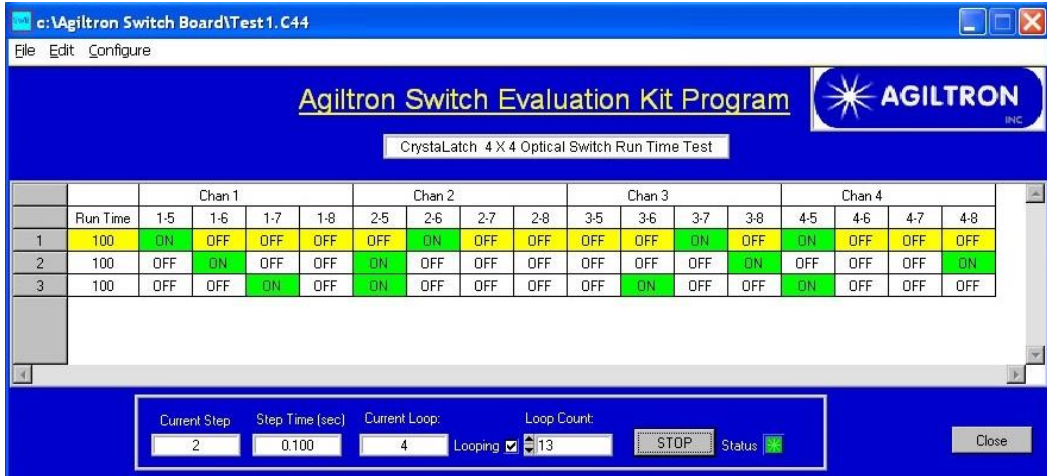 c:\Agiltron Switch Board\Test1.C44
File Edit Configure
Agiltron Switch Evaluation Kit Program
AGILTRON
INC
CrystaLatch 4 X 4 Optical Switch Run Time Test
Chan 1 Chan 2 Chan 3 Chan 4
Run Time 1-5 1-6 1-7 1-8 2-5 2-6 2-7 2-8 3-5 3-6 3-7 3-8 4-5 4-6 4-7 4-8
1 100 ON OFF OFF OFF OFF ON OFF OFF OFF OFF ON OFF ON OFF OFF OFF
2 100 OFF ON OFF OFF ON OFF OFF OFF OFF OFF OFF ON OFF OFF OFF ON
3 100 OFF OFF ON OFF ON OFF OFF OFF OFF ON OFF OFF ON OFF OFF OFF
Current Step Step Time (sec) Current Loop: Loop Count:
2 0.100 4 Looping 13 STOP Status Close